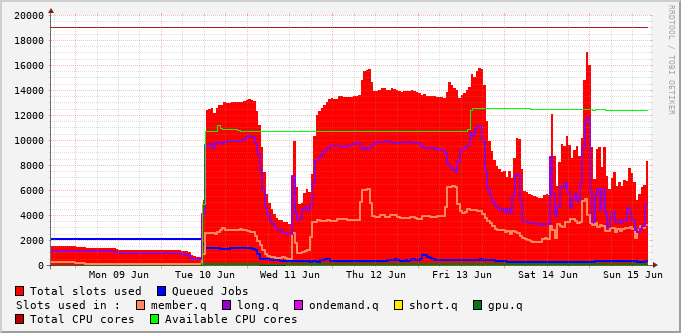 20000
18000
16000
14000
12000
10000
8000
6000
4000
2000
0
Mon 09 Jun Tue 10 Jun Wed 11 Jun Thu 12 Jun Fri 13 Jun Sat 14 Jun Sun 15 Jun
RRDTOOL / TOBI OETIKER
Total slots used Queued Jobs
Slots used in : member.q long.q ondemand.q short.q gpu.q
Total CPU cores Available CPU cores